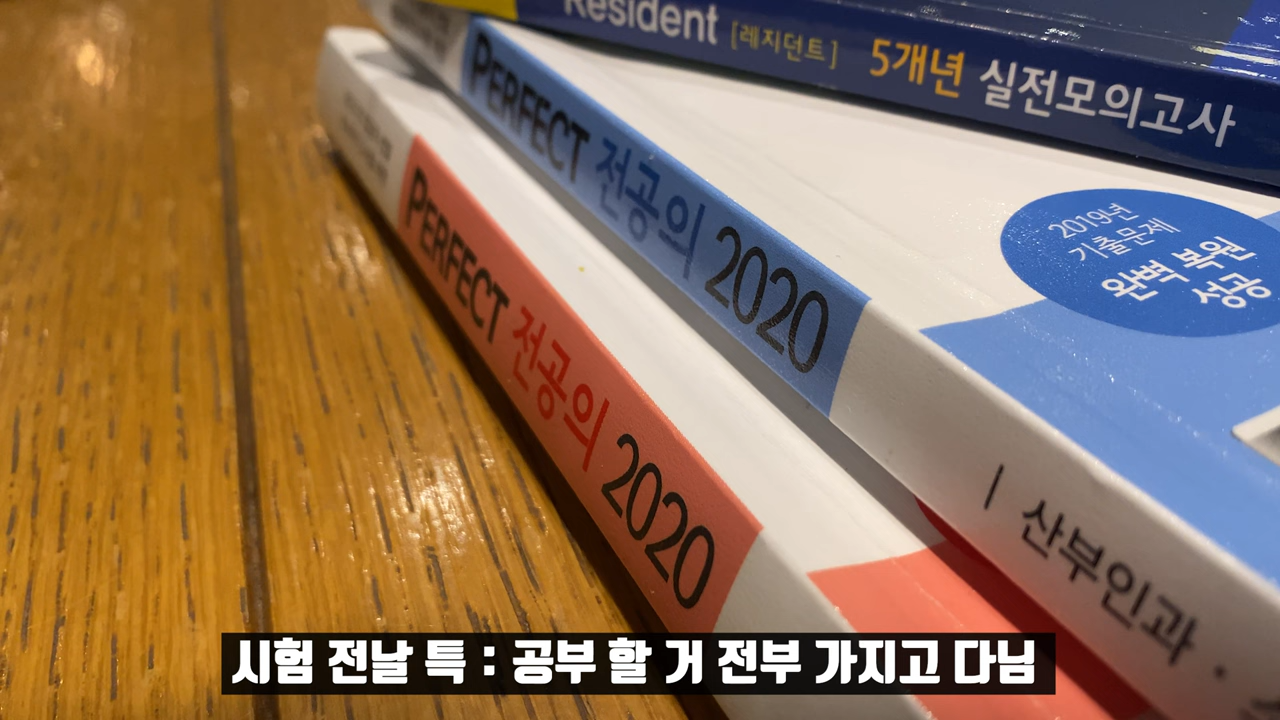 Resident [레지던트] 5개년 실전모의고사
PERFECT 전공의 2020
2019년
기출문제
완벽 복원
성공
| 산부인과 ·
PERFECT 전공의 2020
시험 전날 특 : 공부 할 거 전부 가지고 다님